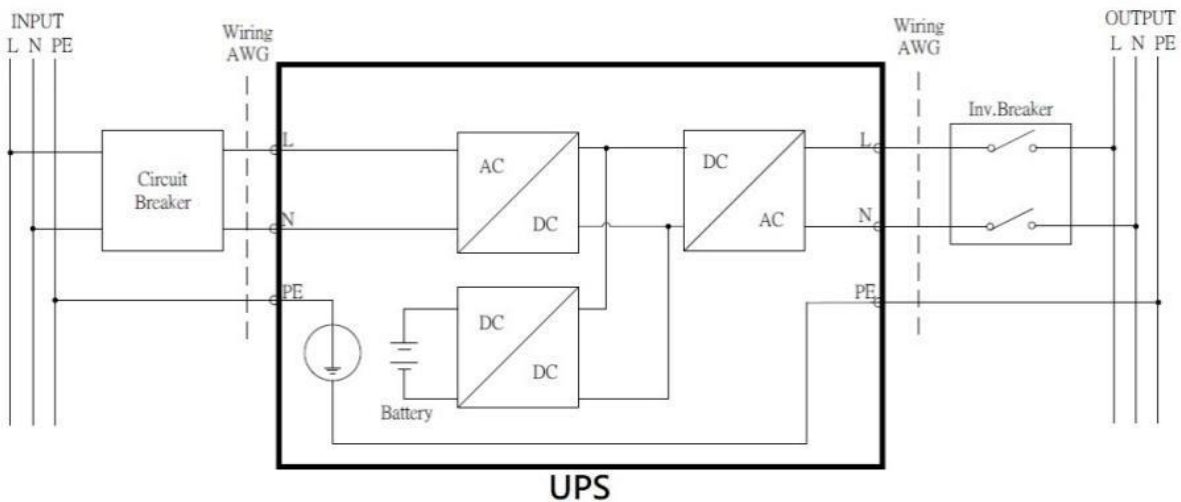 INPUT
L N PE
Wiring
AWG
Circuit
Breaker
L
N
PE
AC
DC
DC
DC
Battery
DC
AC
L
N
PE
Wiring
AWG
Inv.Breaker
OUTPUT
L N PE
UPS